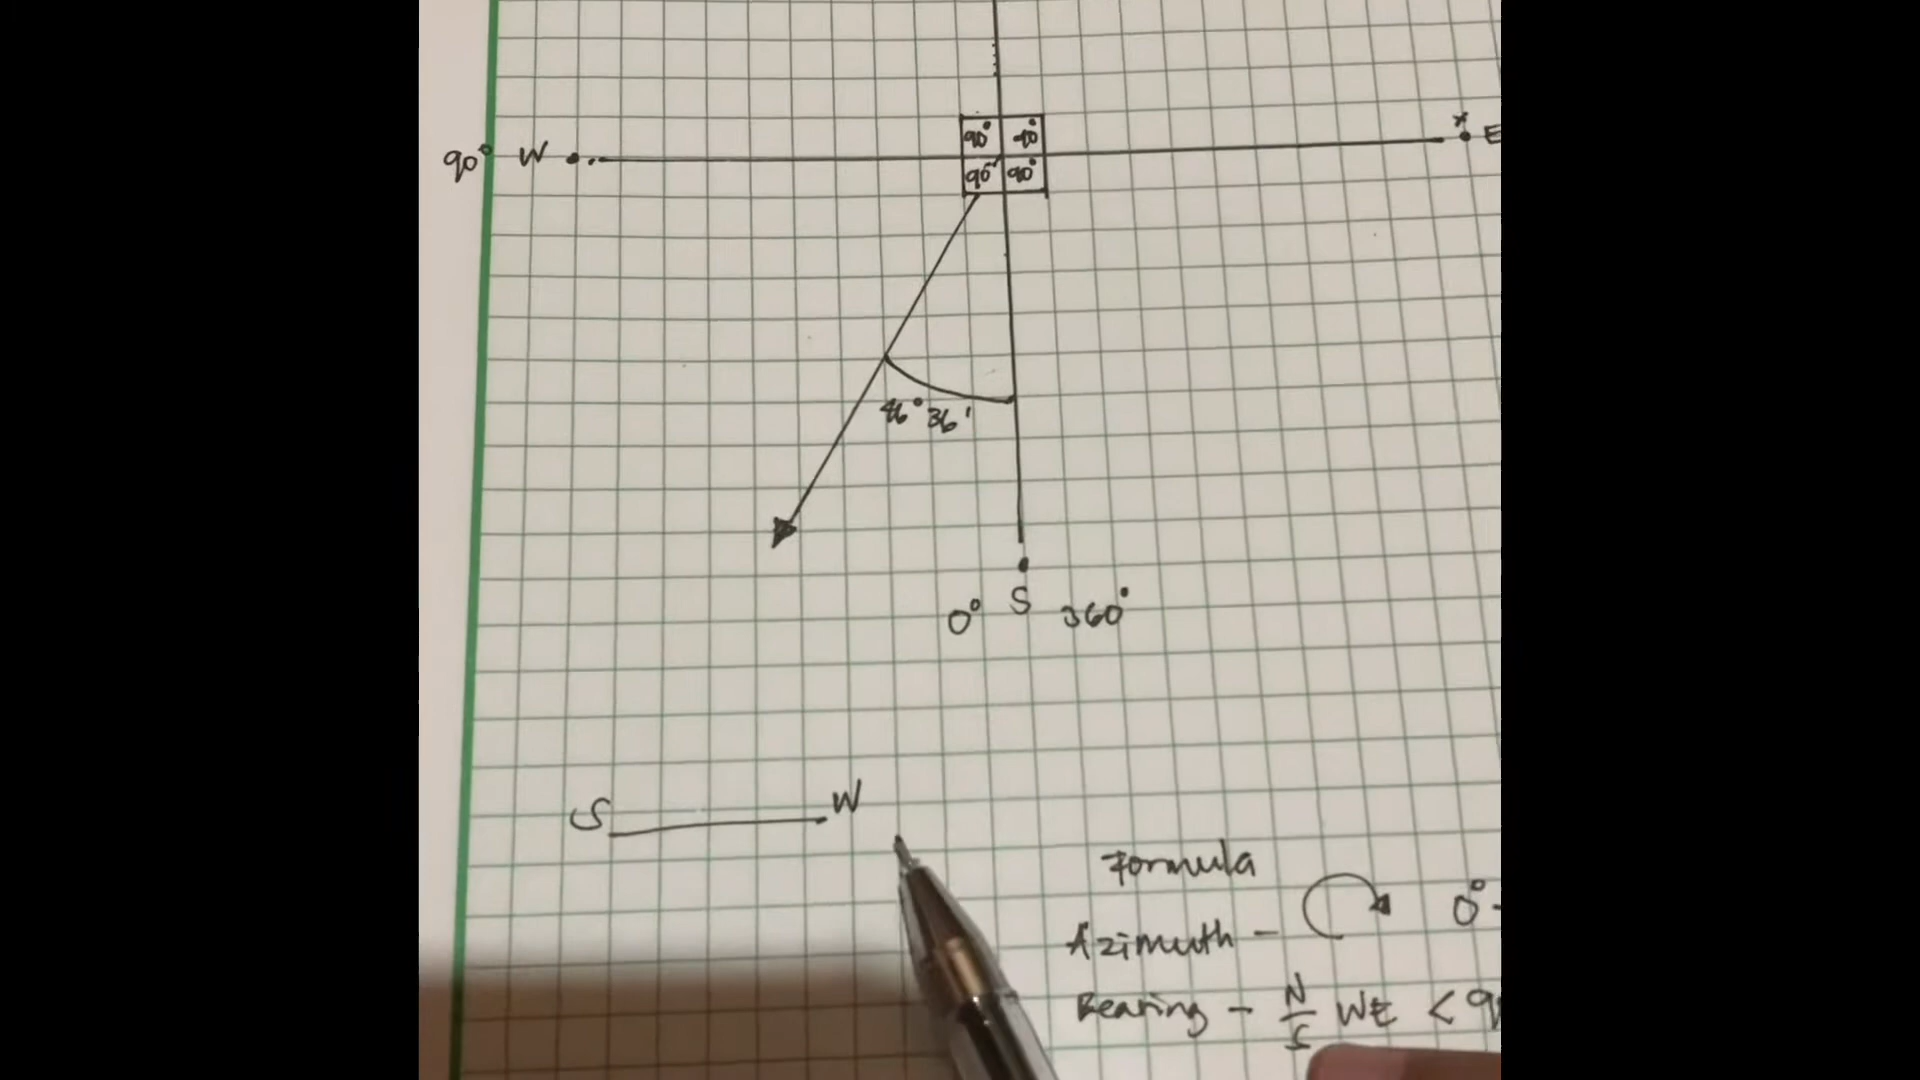 90° 90°
90° W E
90° 90°
46° 36'
0° S 360°
S W
Formula
Azimuth - 0° -
Bearing - N/S WE < 9